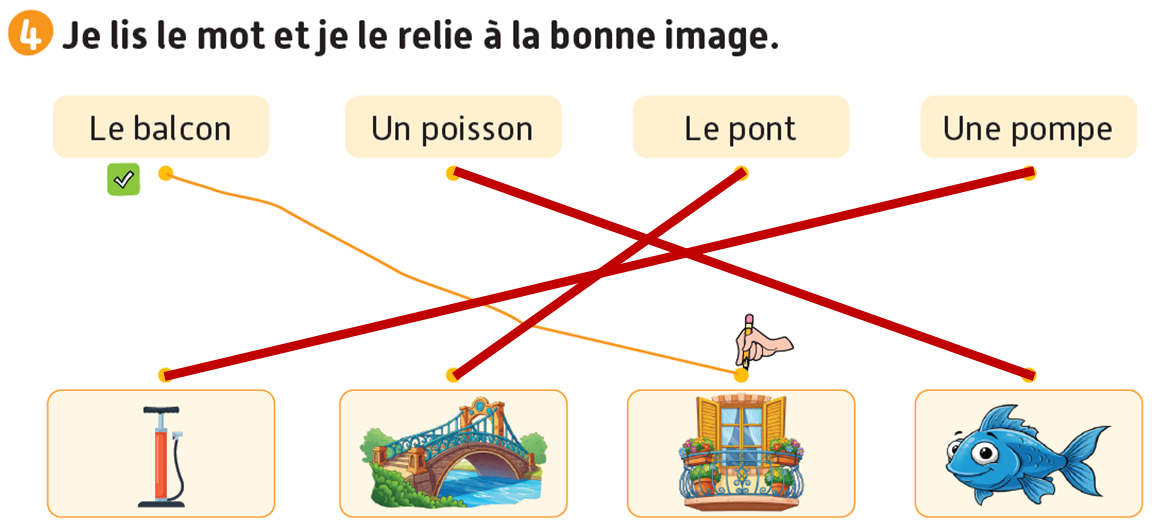 4 Je lis le mot et je le relie à la bonne image.
Le balcon
Un poisson
Le pont
Une pompe